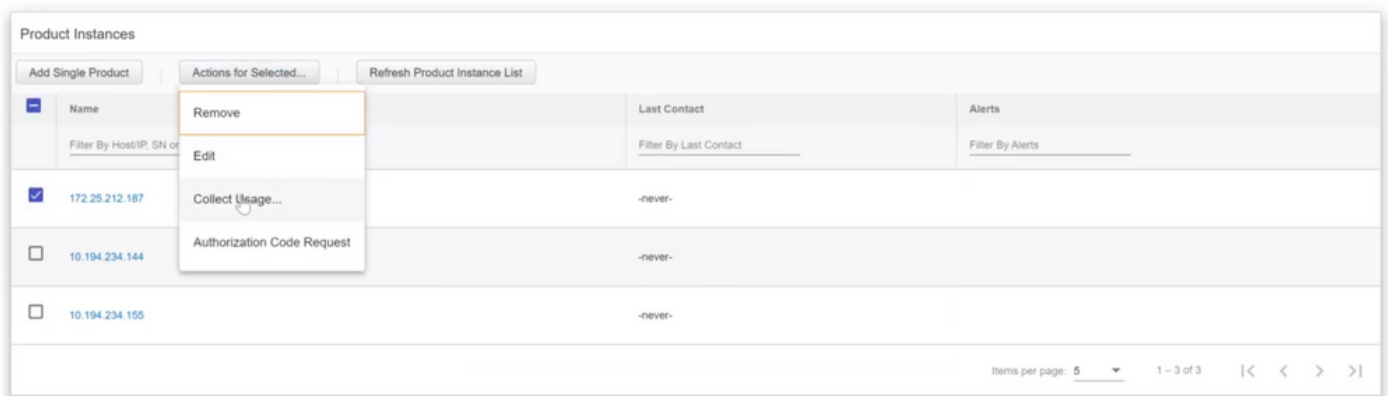 Product Instances
Add Single Product
Actions for Selected...
Refresh Product Instance List
Name
Last Contact
Alerts
Filter By Host/IP, SN or
Filter By Last Contact
Filter By Alerts
Remove
Edit
Collect Usage...
Authorization Code Request
172.25.212.187
-never-
10.194.234.144
-never-
10.194.234.155
-never-
Items per page: 5
1 – 3 of 3